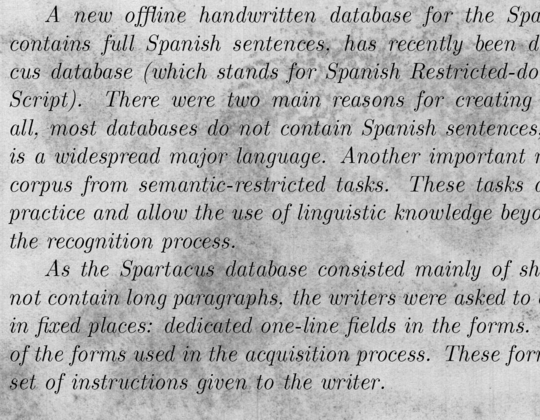 A new offline handwritten database for the Spa
contains full Spanish sentences, has recently been d
cus database (which stands for Spanish Restricted-do
Script). There were two main reasons for creating
all, most databases do not contain Spanish sentences,
is a widespread major language. Another important r
corpus from semantic-restricted tasks. These tasks a
practice and allow the use of linguistic knowledge beyo
the recognition process.
As the Spartacus database consisted mainly of sh
not contain long paragraphs, the writers were asked to
in fixed places: dedicated one-line fields in the forms.
of the forms used in the acquisition process. These for
set of instructions given to the writer.